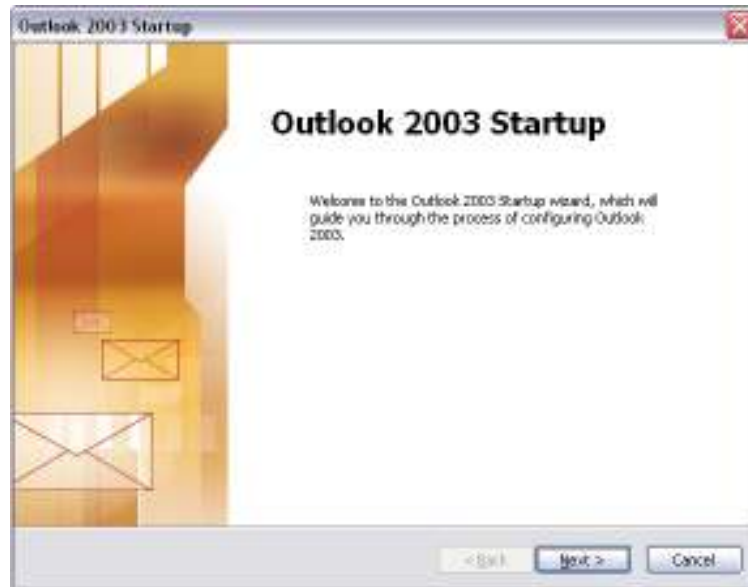 Outlook 2003 Startup
Outlook 2003 Startup
Welcome to the Outlook 2003 Startup wizard, which will
guide you through the process of configuring Outlook
2003.
< Back
Next >
Cancel